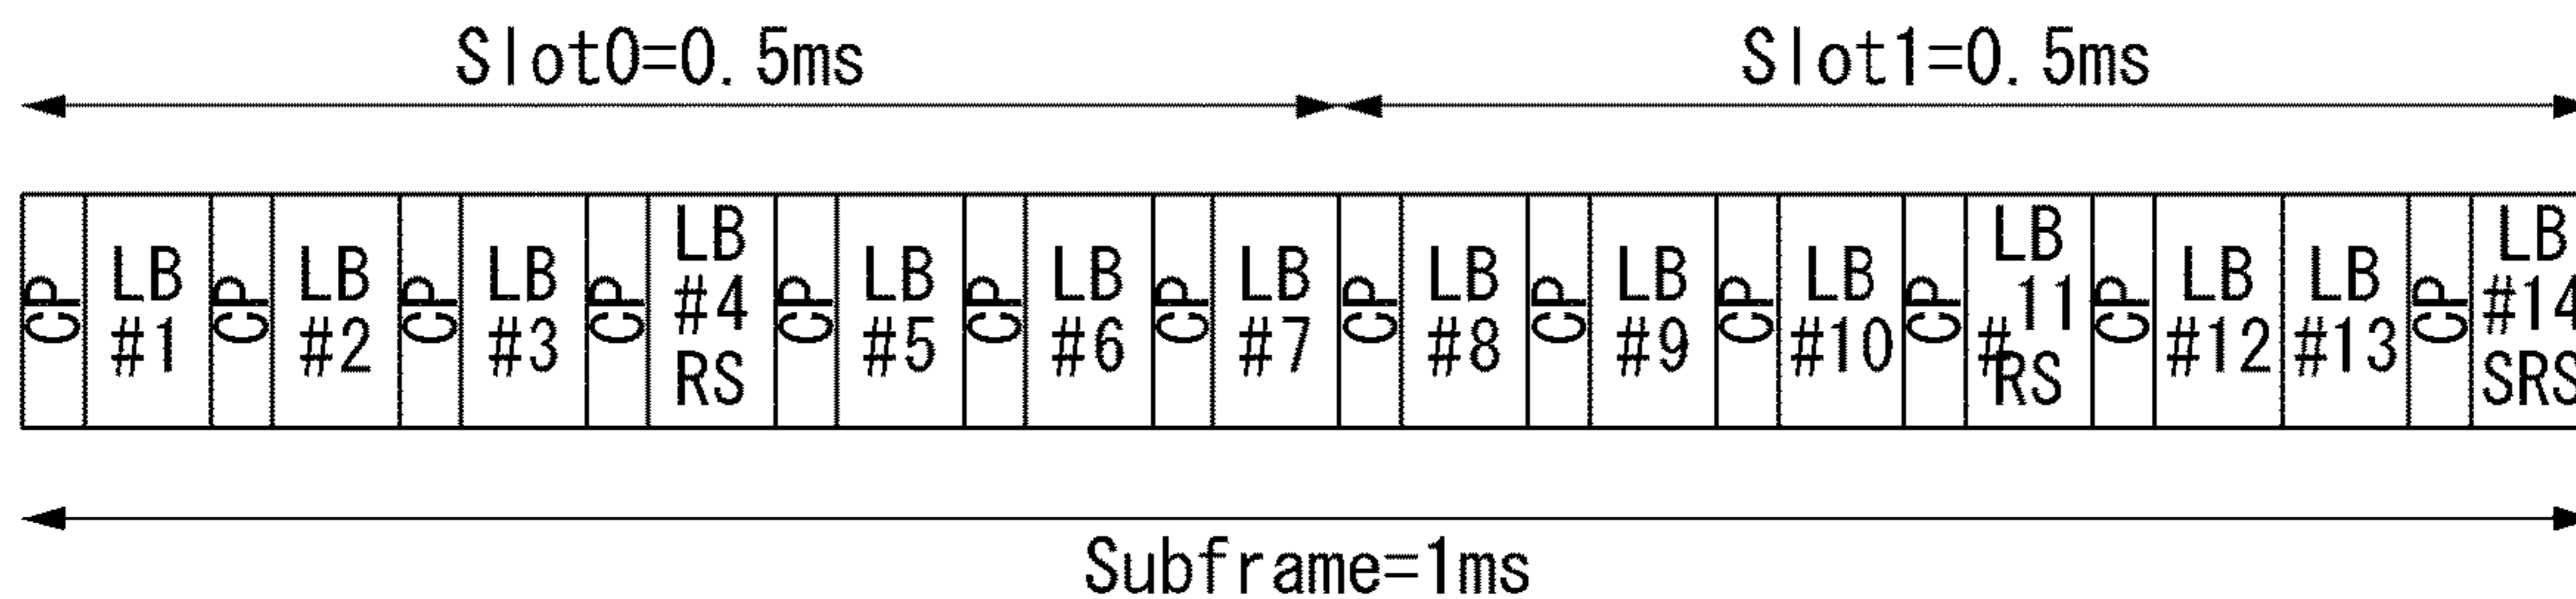 Slot0=0.5ms
Slot1=0.5ms
CP
LB
#1
CP
LB
#2
CP
LB
#3
CP
LB
#4
RS
CP
LB
#5
CP
LB
#6
CP
LB
#7
CP
LB
#8
CP
LB
#9
CP
LB
#10
CP
LB
#11
RS
CP
LB
#12
LB
#13
CP
LB
#14
SRS
Subframe=1ms